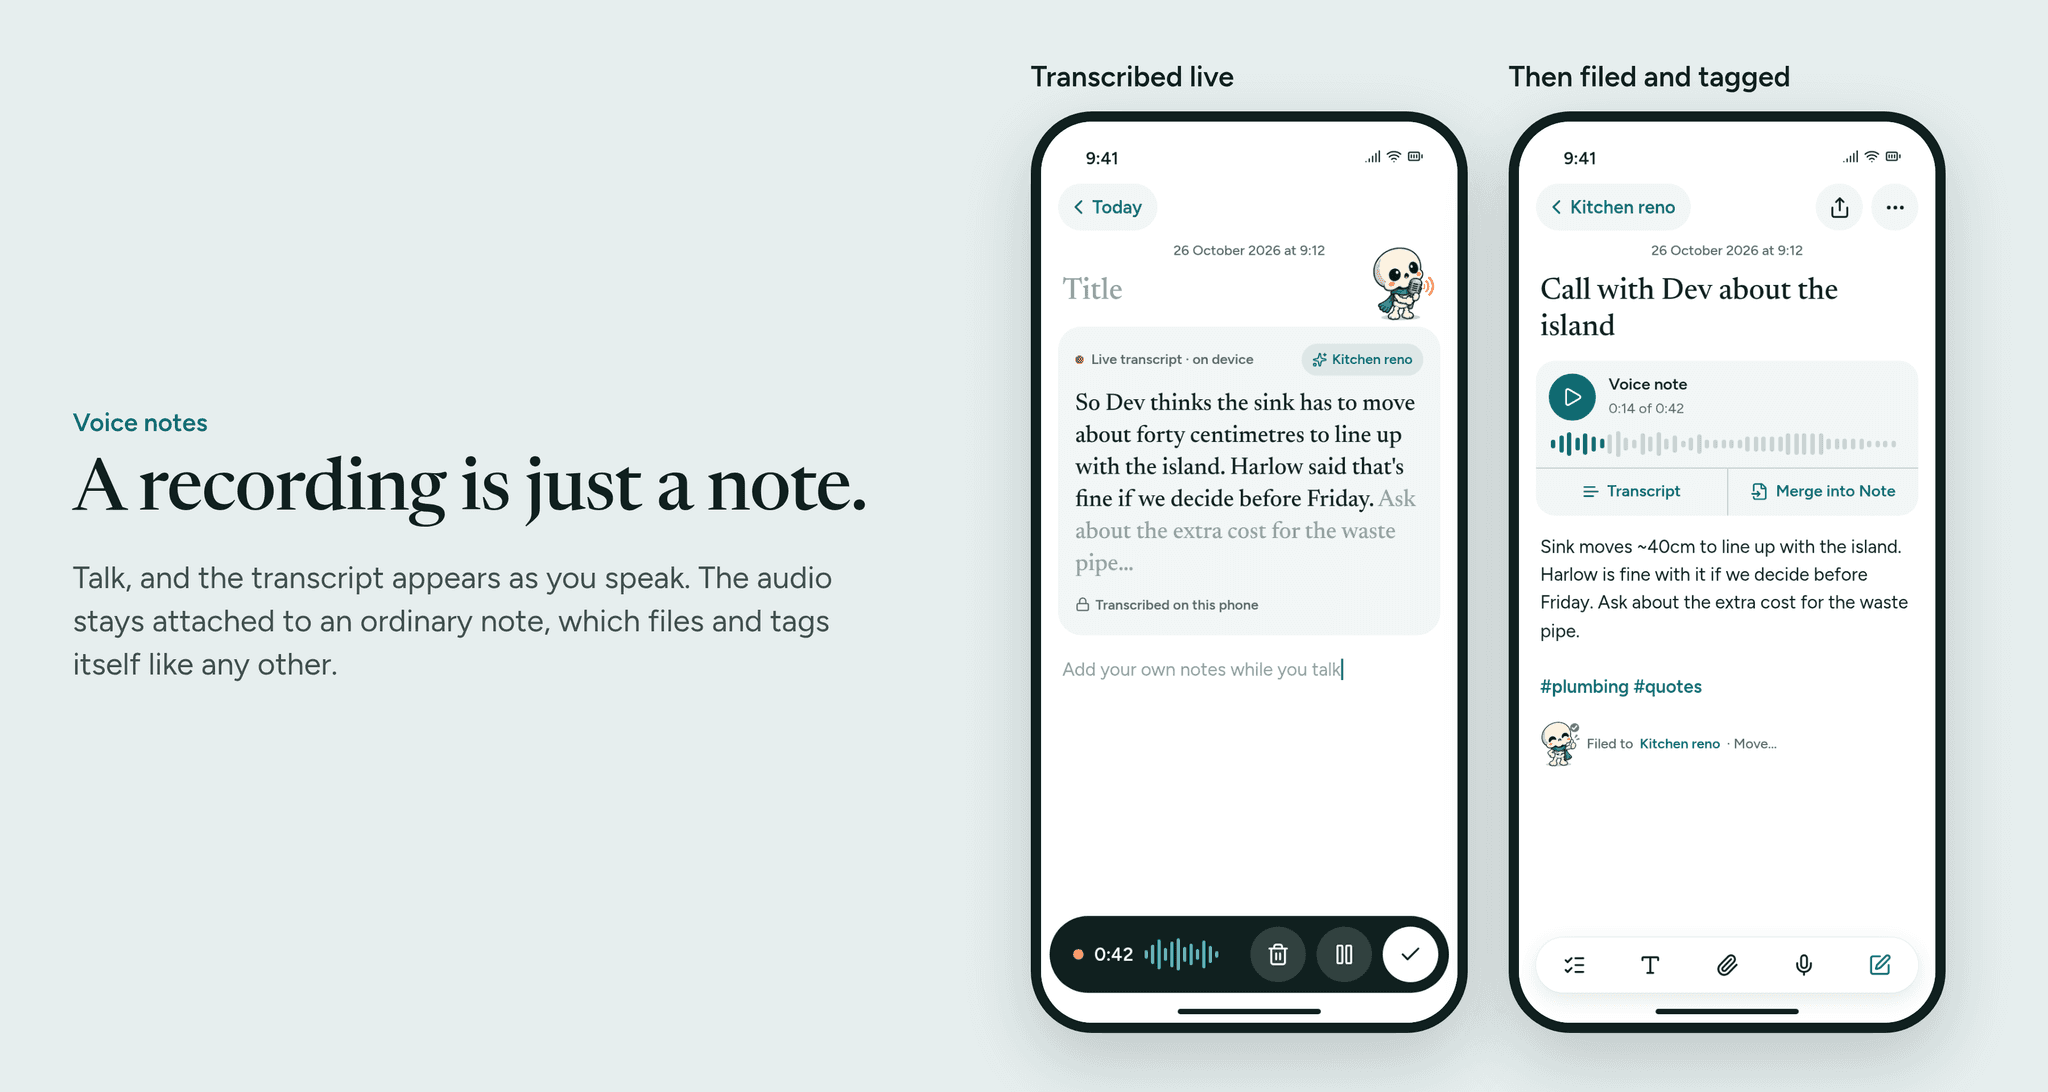 Voice notes
A recording is just a note.
Talk, and the transcript appears as you speak. The audio
stays attached to an ordinary note, which files and tags
itself like any other.
Transcribed live
9:41
Today
26 October 2026 at 9:12
Title
Live transcript · on device
Kitchen reno
So Dev thinks the sink has to move
about forty centimetres to line up
with the island. Harlow said that's
fine if we decide before Friday. Ask
about the extra cost for the waste
pipe...
Transcribed on this phone
Add your own notes while you talk
0:42
Then filed and tagged
9:41
Kitchen reno
26 October 2026 at 9:12
Call with Dev about the
island
Voice note
0:14 of 0:42
Transcript
Merge into Note
Sink moves ~40cm to line up with the island.
Harlow is fine with it if we decide before
Friday. Ask about the extra cost for the waste
pipe.
#plumbing #quotes
Filed to Kitchen reno · Move...